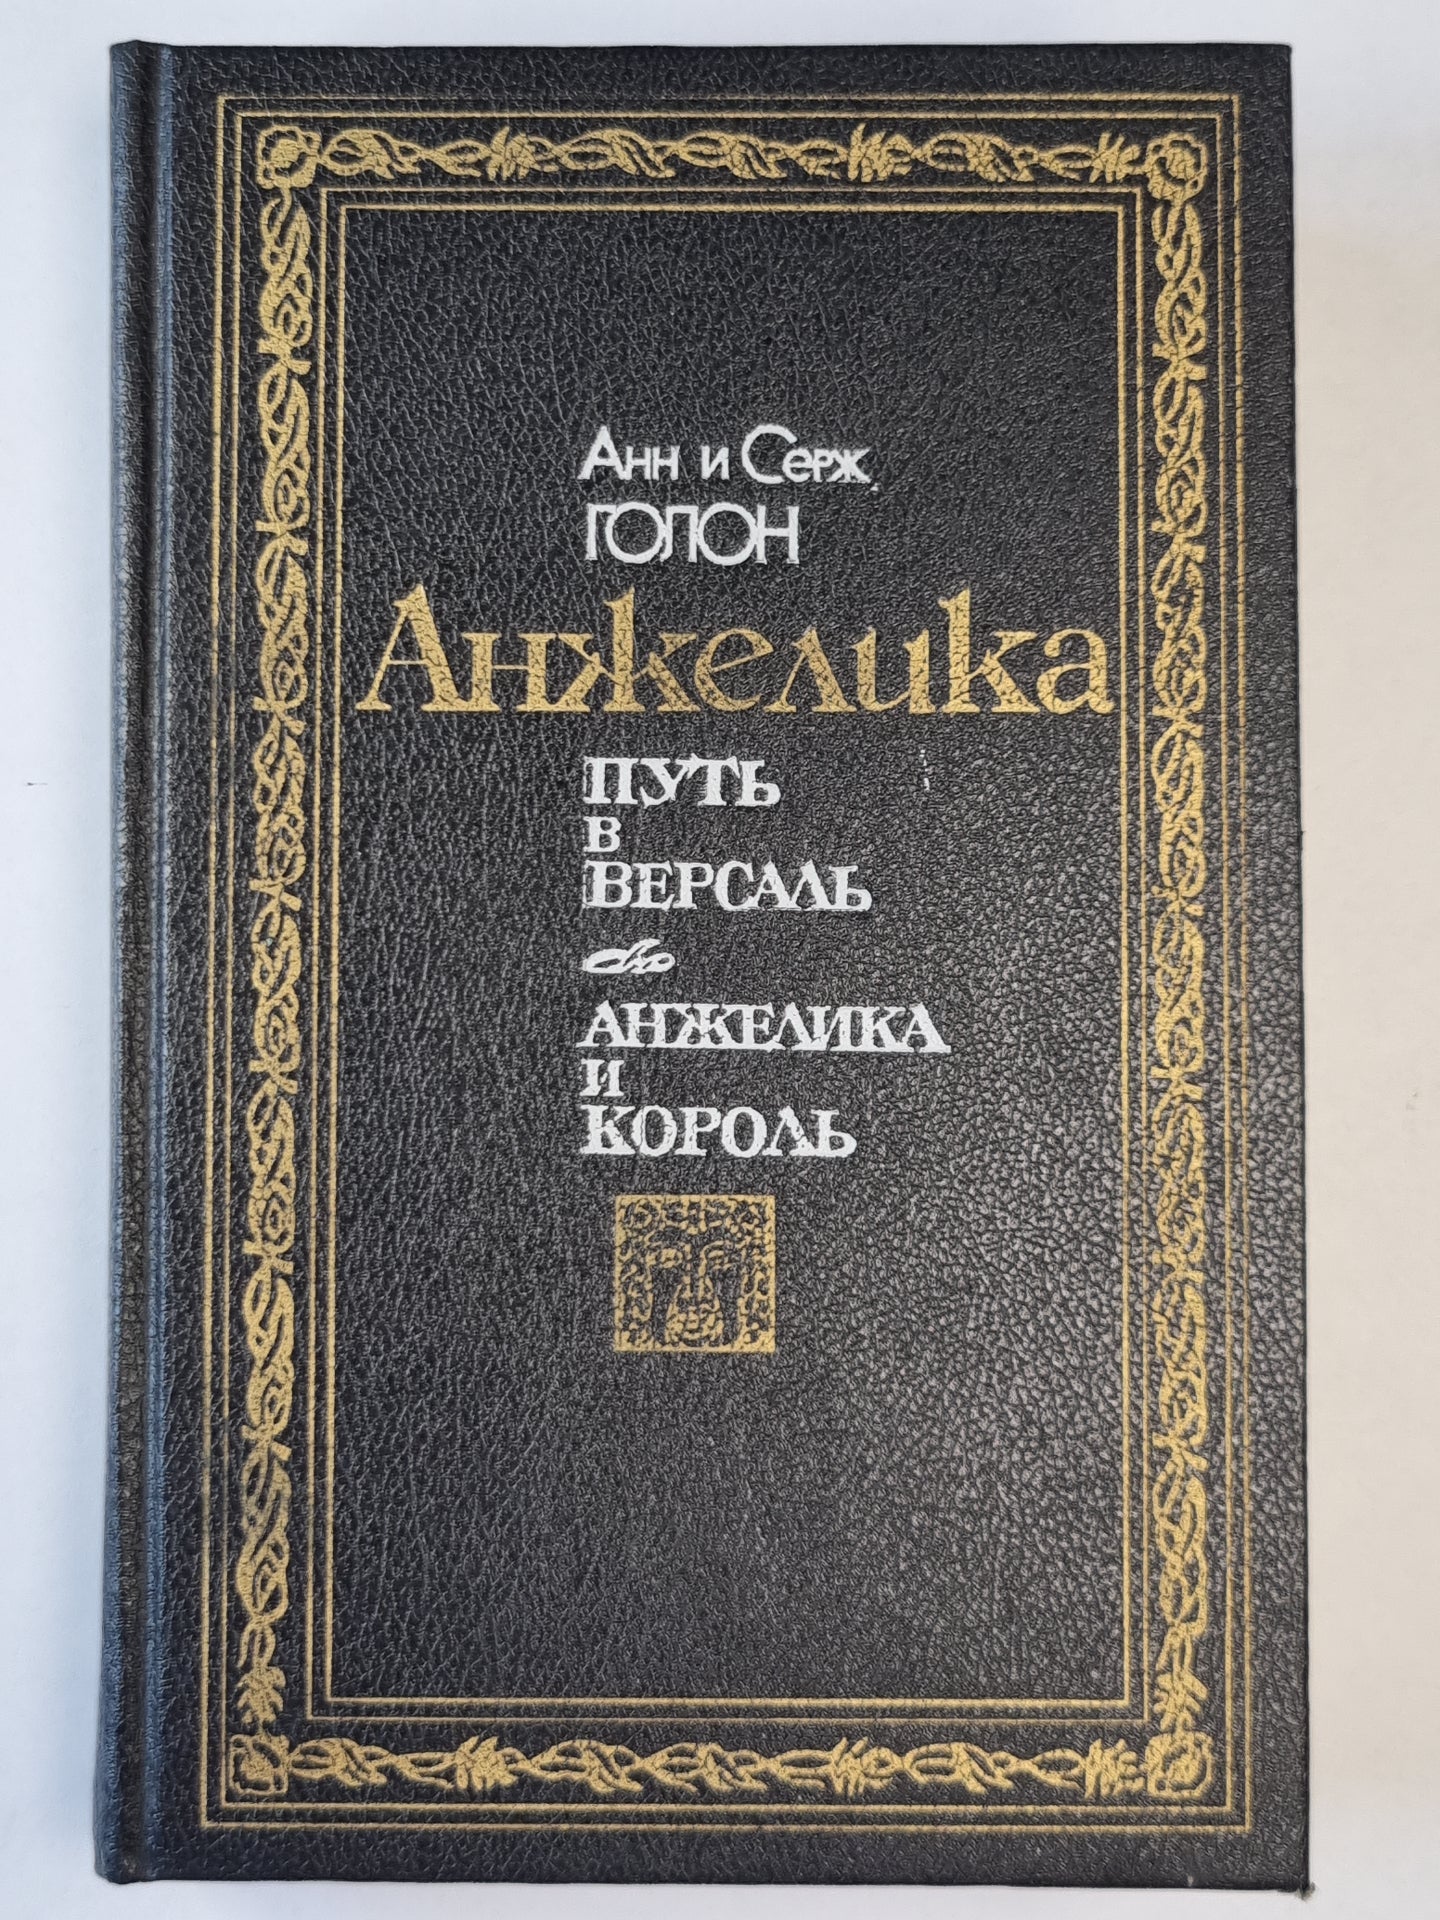 Анн и Серж
ГОЛОН
Анжелика
ПУТЬ
В
ВЕРСАЛЬ
АНЖЕЛИКА
И
КОРОЛЬ